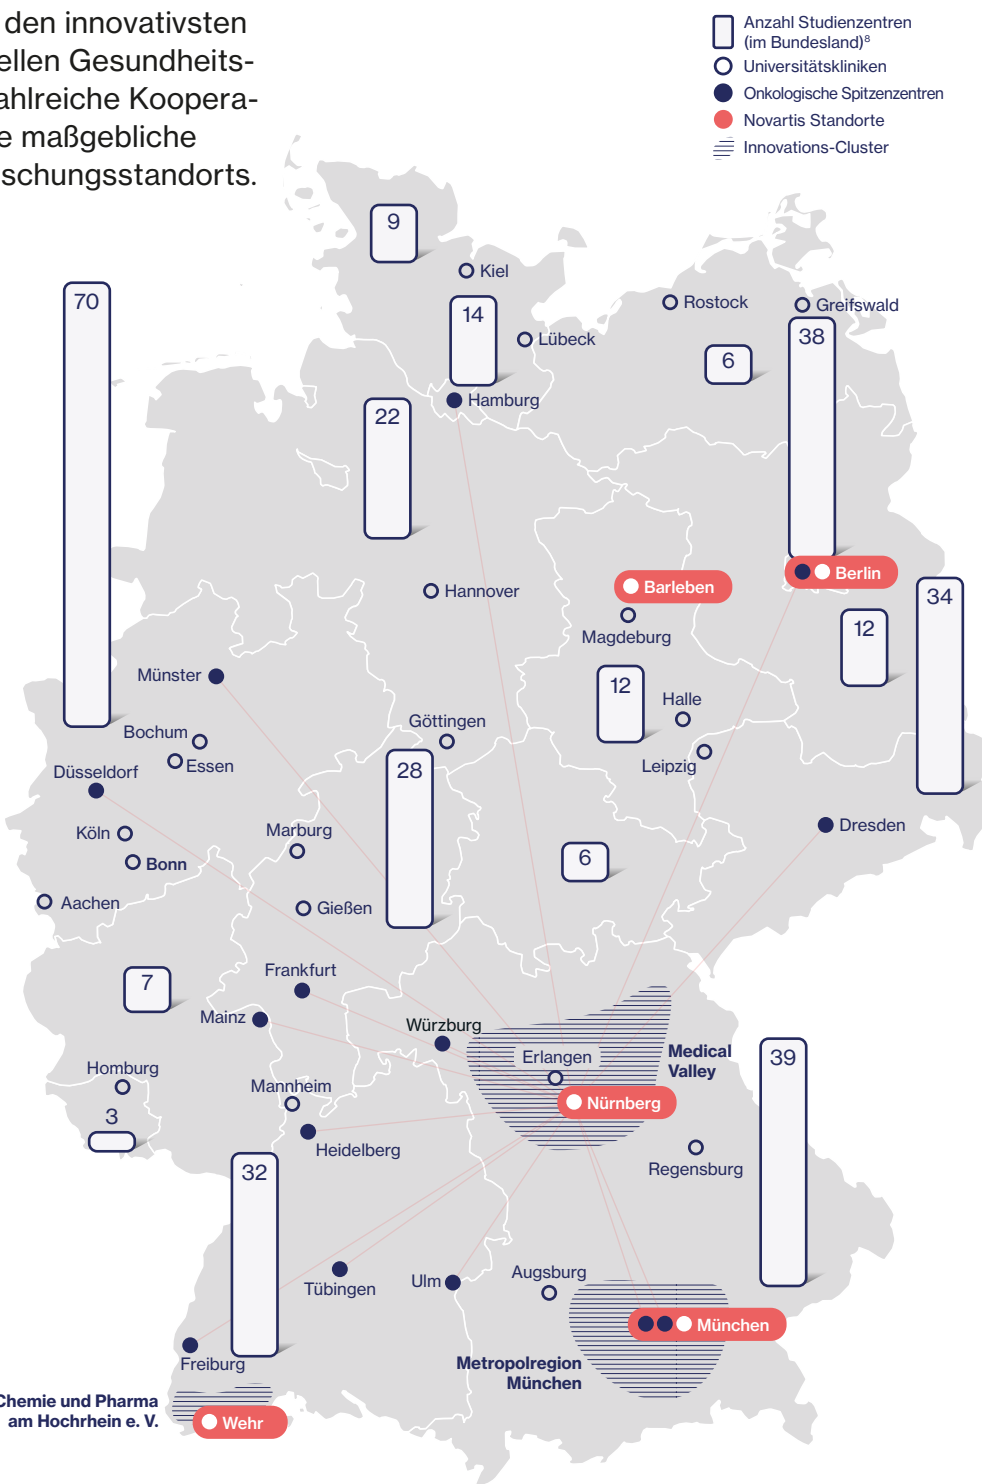 den innovativsten
ellen Gesundheits-
ahlreiche Koopera-
e maßgebliche
schungsstandorts.
Anzahl Studienzentren
(im Bundesland)⁸
Universitätskliniken
Onkologische Spitzenzentren
Novartis Standorte
Innovations-Cluster
9
Kiel
70
14
Rostock
Greifswald
Lübeck
38
6
Hamburg
22
Hannover
Barleben
Berlin
34
Magdeburg
12
Münster
12
Halle
Bochum
Göttingen
Essen
Leipzig
Düsseldorf
28
Köln
Marburg
Dresden
Bonn
6
Aachen
Gießen
Frankfurt
7
Mainz
Würzburg
Erlangen
Medical
Valley
39
Homburg
Mannheim
Nürnberg
3
Heidelberg
Regensburg
32
Tübingen
Ulm
Augsburg
München
Freiburg
Metropolregion
München
Chemie und Pharma
am Hochrhein e. V.
Wehr